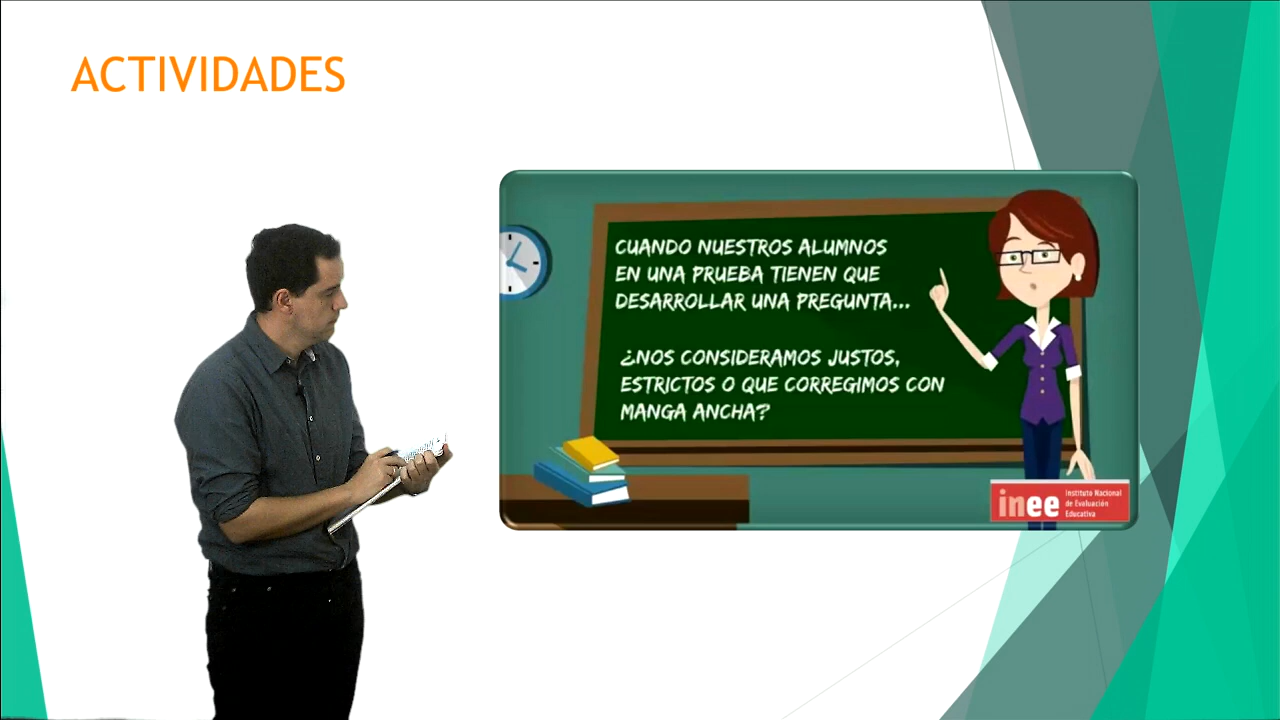 ACTIVIDADES
CUANDO NUESTROS ALUMNOS
EN UNA PRUEBA TIENEN QUE
DESARROLLAR UNA PREGUNTA...
¿NOS CONSIDERAMOS JUSTOS,
ESTRICTOS O QUE CORREGIMOS CON
MANGA ANCHA?
inee
Instituto Nacional
de Evaluación
Educativa